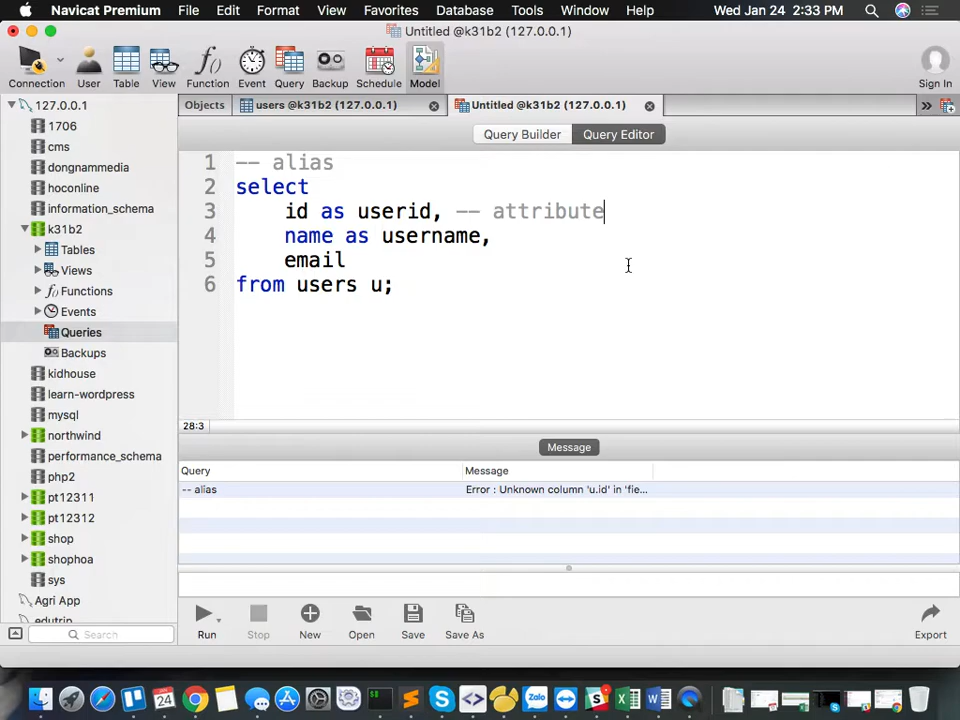 Navicat Premium File Edit Format View Favorites Database Tools Window Help Wed Jan 24 2:33 PM
Untitled @k31b2 (127.0.0.1)
Connection User Table View Function Event Query Backup Schedule Model Sign In
127.0.0.1
1706
cms
dongnammedia
hoconline
information_schema
k31b2
Tables
Views
Functions
Events
Queries
Backups
kidhouse
learn-wordpress
mysql
northwind
performance_schema
php2
pt12311
pt12312
shop
shophoa
sys
Agri App
edutrip
Search
Objects users @k31b2 (127.0.0.1) Untitled @k31b2 (127.0.0.1)
Query Builder Query Editor
1 -- alias
2 select
3 id as userid, -- attribute
4 name as username,
5 email
6 from users u;
28:3
Message
Query Message
-- alias Error : Unknown column 'u.id' in 'fie...
Run Stop New Open Save Save As Export
24 Zalo